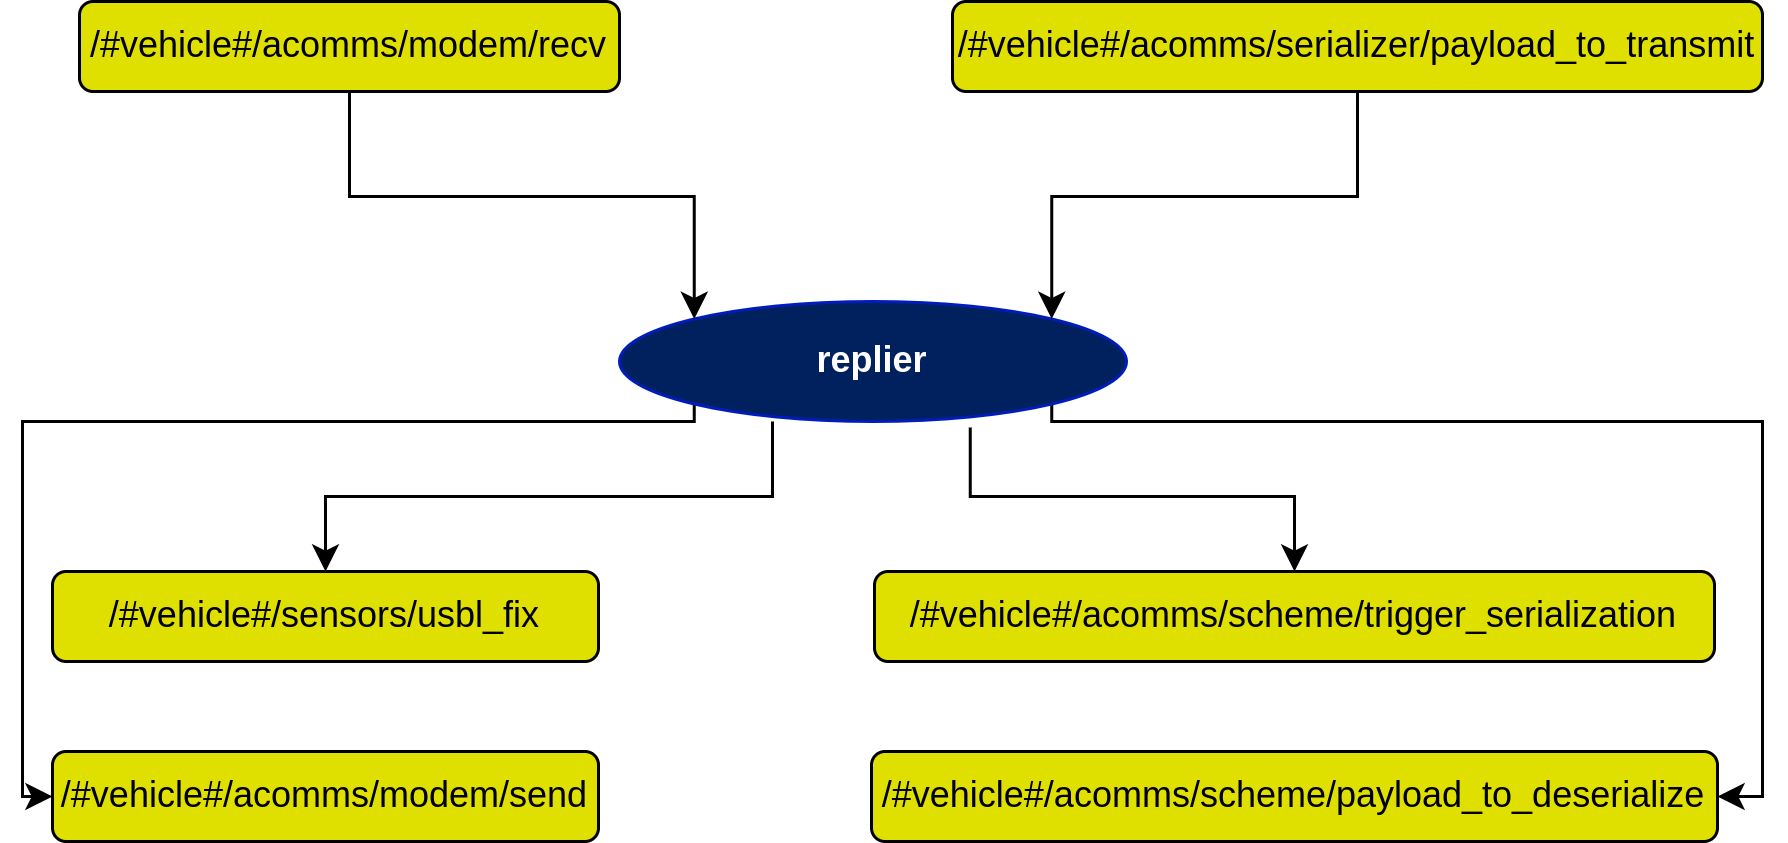 /#vehicle#/acomms/modem/recv
/#vehicle#/acomms/serializer/payload_to_transmit
replier
/#vehicle#/sensors/usbl_fix
/#vehicle#/acomms/scheme/trigger_serialization
/#vehicle#/acomms/modem/send
/#vehicle#/acomms/scheme/payload_to_deserialize